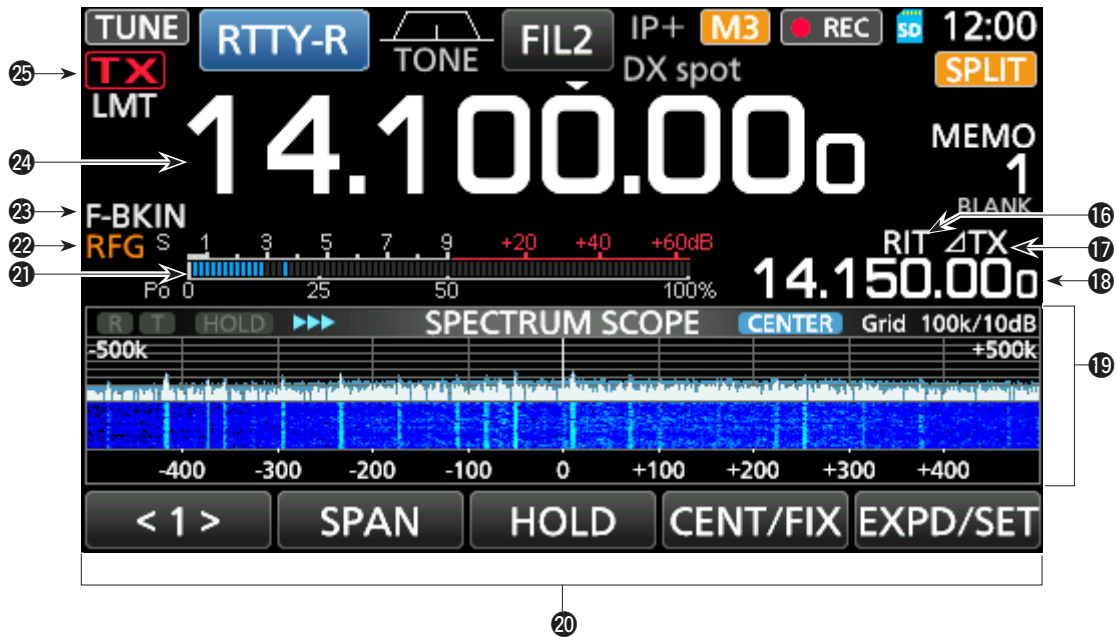 TUNE RTTY-R TONE FIL2 IP+ M3 REC SD 12:00
㉕ TX DX spot SPLIT
LMT
㉔ 14.100.000 MEMO
1
㉓ F-BKIN BLANK ⑯
㉒ RFG S 1 3 5 7 9 +20 +40 +60dB RIT ⊿TX ⑰
㉑ 14.150.000 ⑱
Po 0 25 50 100%
R T HOLD SPECTRUM SCOPE CENTER Grid 100k/10dB
-500k +500k
⑲
-400 -300 -200 -100 0 +100 +200 +300 +400
< 1 > SPAN HOLD CENT/FIX EXPD/SET
⑳